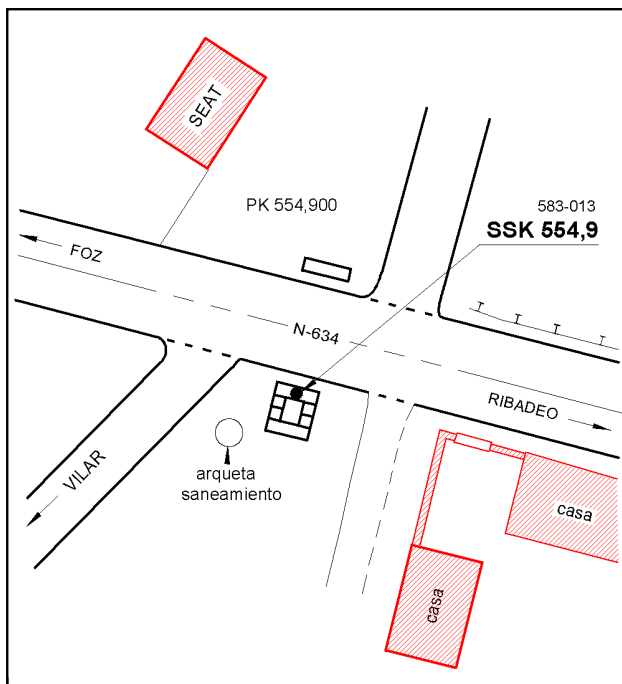 SEAT
PK 554,900
583-013
SSK 554,9
FOZ
N-634
RIBADEO
VILAR
arqueta
saneamiento
casa
casa